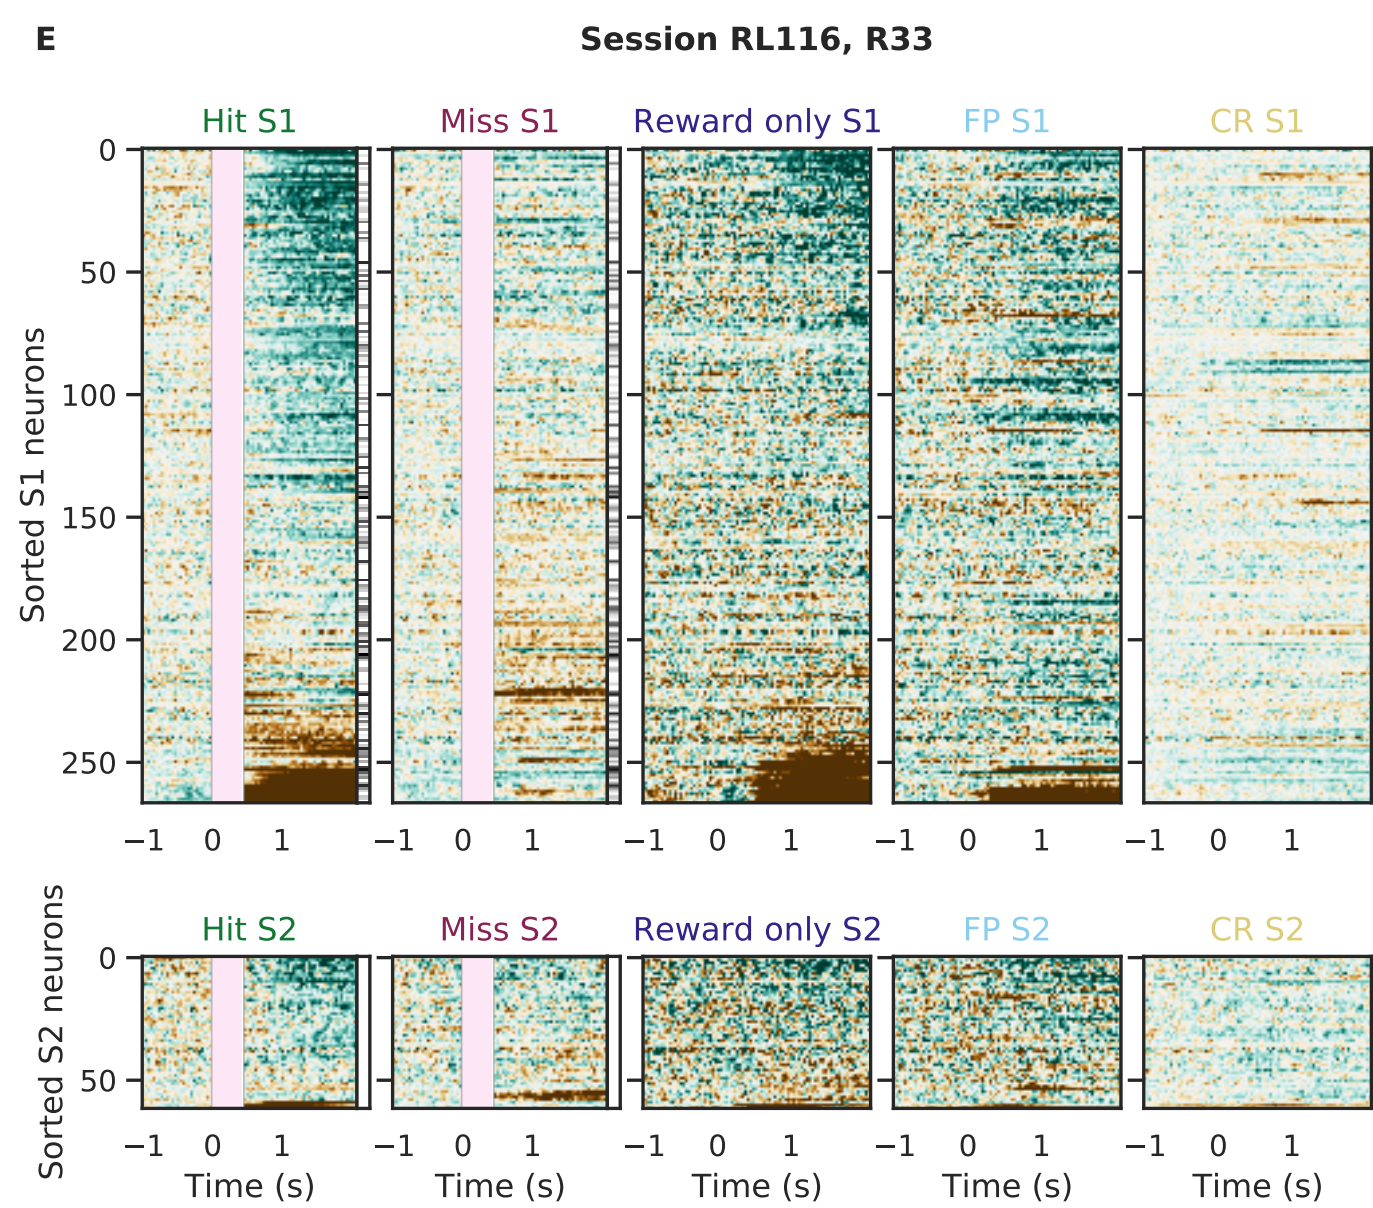 E
Session RL116, R33
Hit S1
Miss S1
Reward only S1
FP S1
CR S1
Sorted S1 neurons
0
50
100
150
200
250
−1 0 1
−1 0 1
−1 0 1
−1 0 1
−1 0 1
Hit S2
Miss S2
Reward only S2
FP S2
CR S2
Sorted S2 neurons
0
50
−1 0 1
−1 0 1
−1 0 1
−1 0 1
−1 0 1
Time (s)
Time (s)
Time (s)
Time (s)
Time (s)